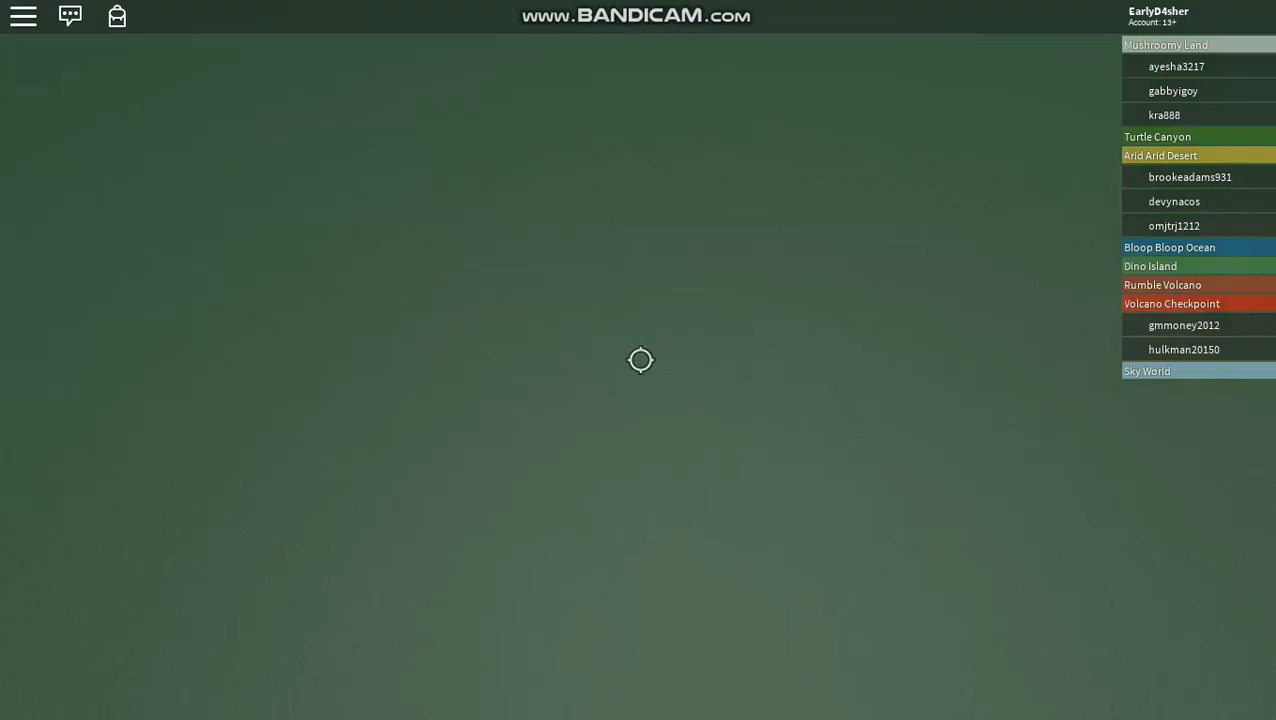 www.BANDICAM.com
EarlyD4sher
Account: 13+
Mushroomy Land
ayesha3217
gabbyigoy
kra888
Turtle Canyon
Arid Arid Desert
brookeadams931
devynacos
omjtrj1212
Bloop Bloop Ocean
Dino Island
Rumble Volcano
Volcano Checkpoint
gmmoney2012
hulkman20150
Sky World